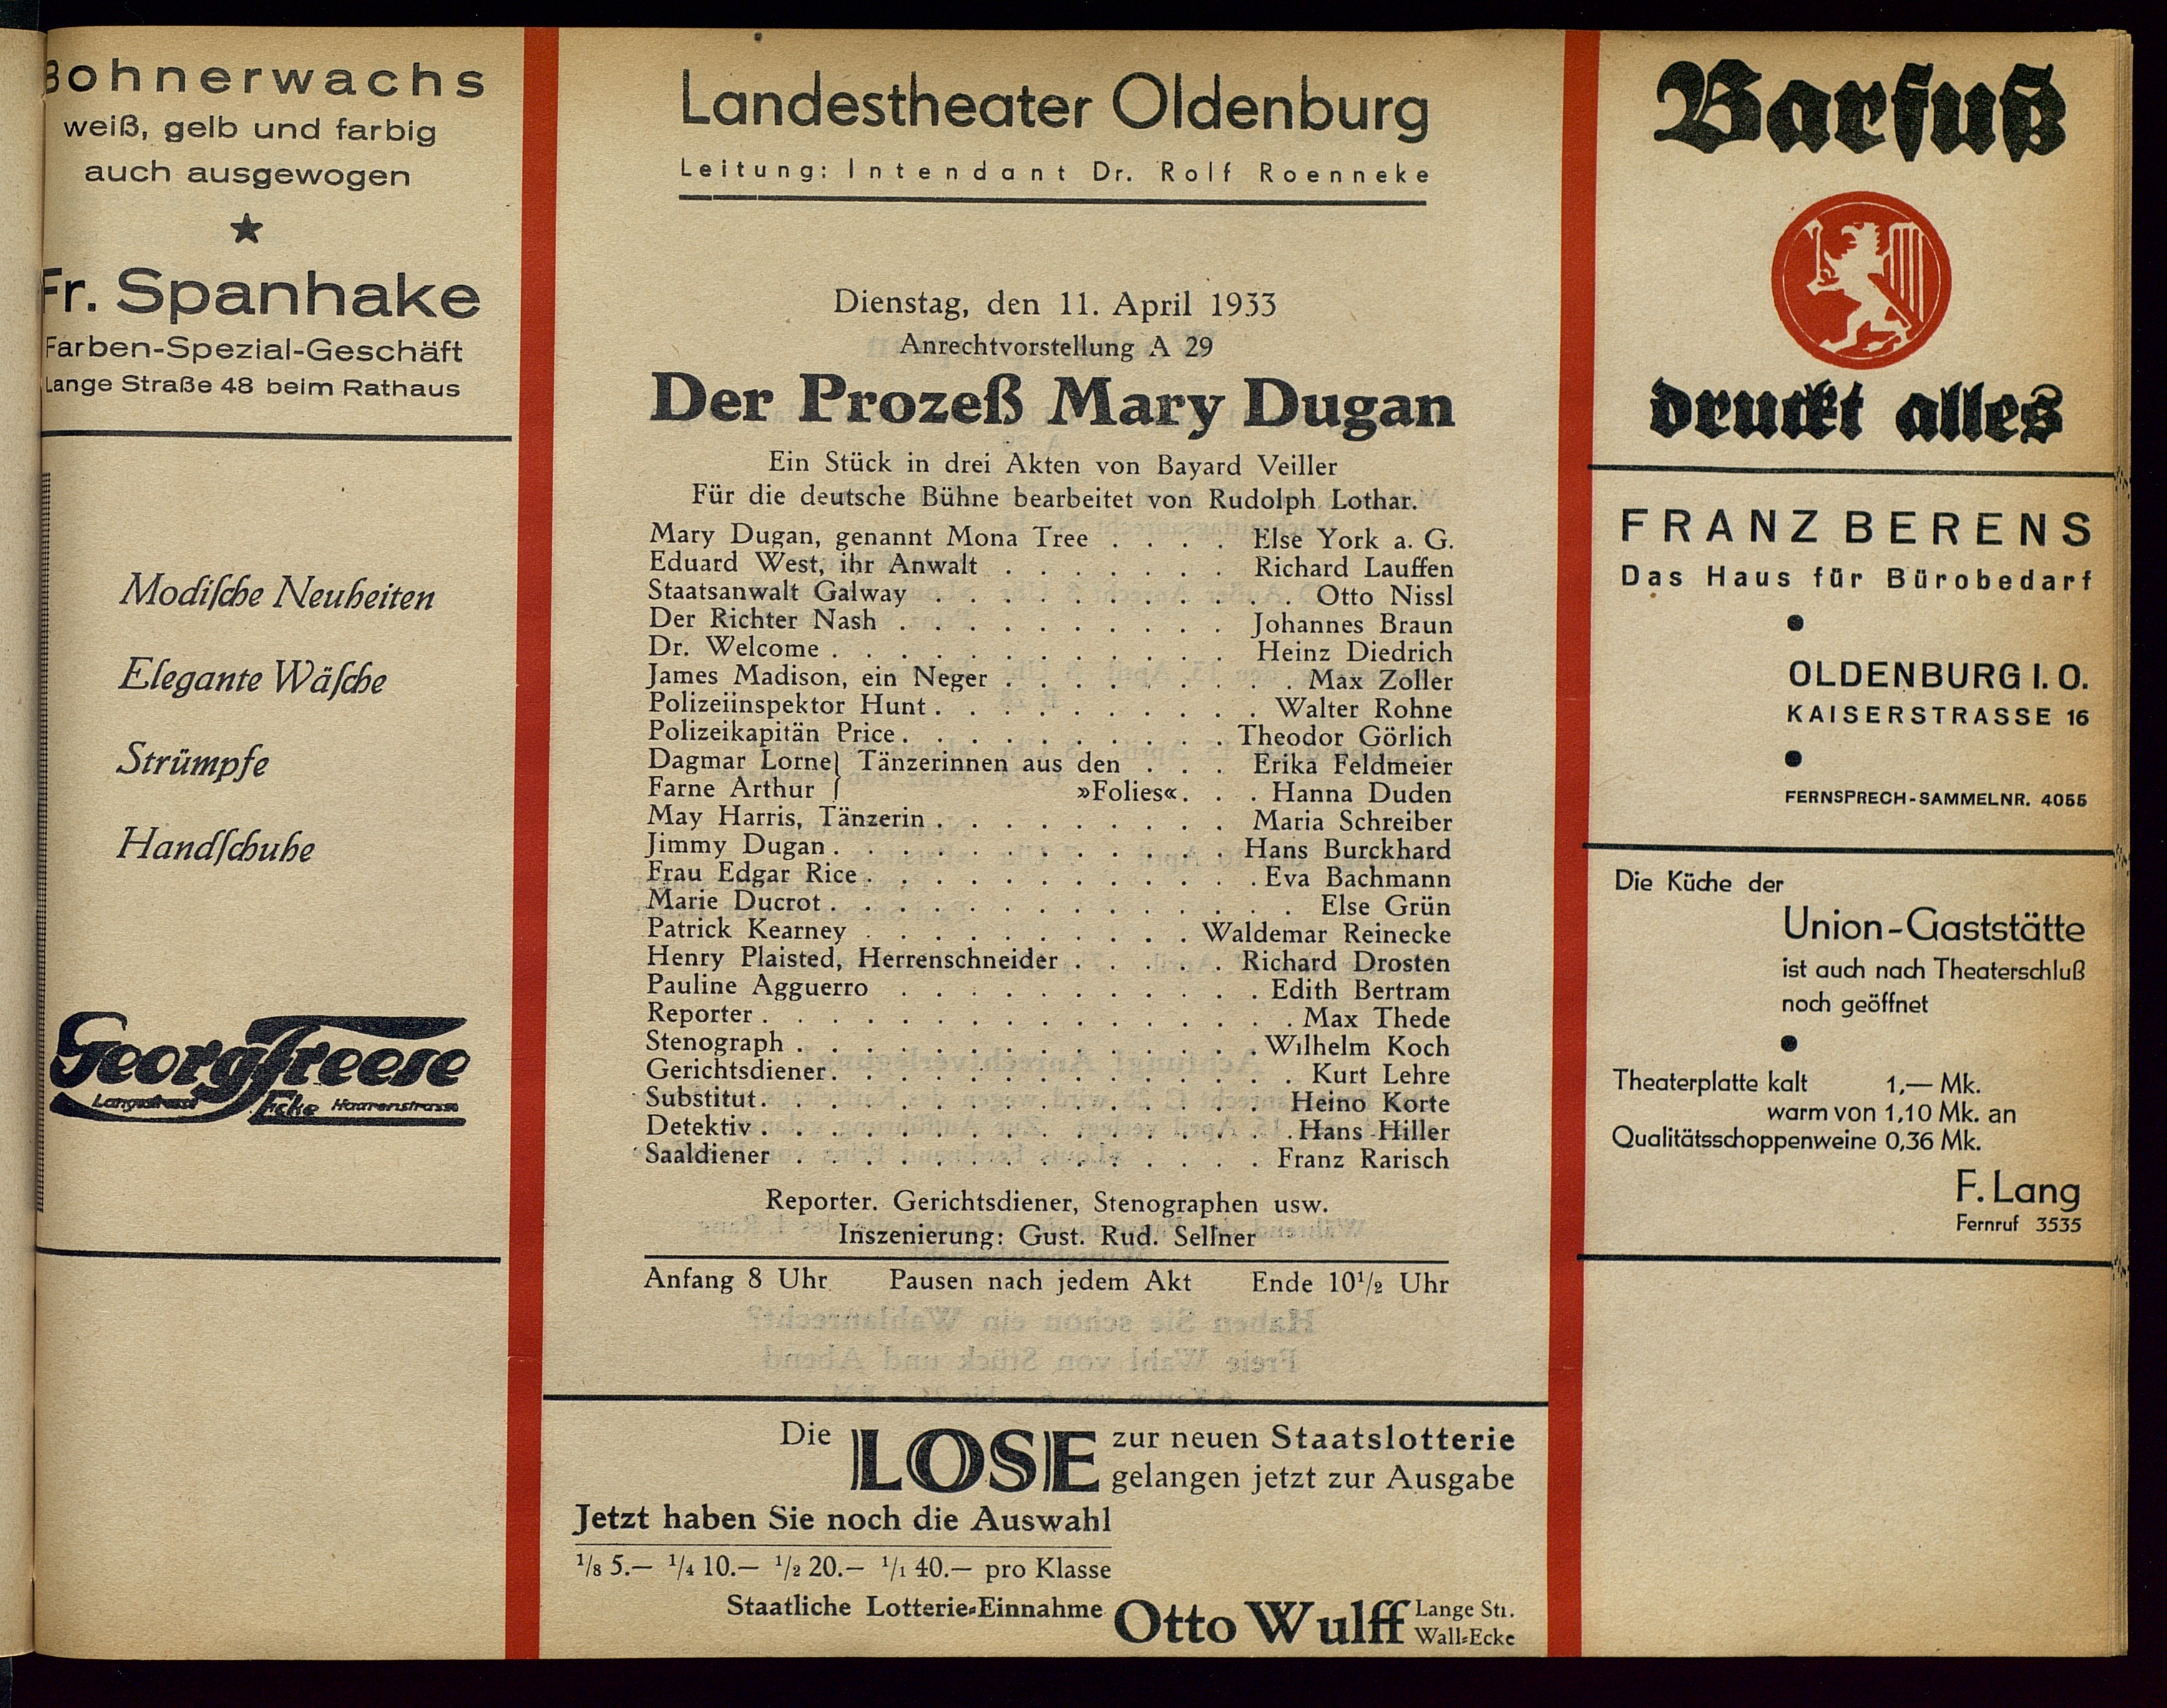 Bohnerwachs
weiß, gelb und farbig
auch ausgewogen
Fr. Spanhake
Farben-Spezial-Geschäft
Lange Straße 48 beim Rathaus
Modische Neuheiten
Elegante Wäsche
Strümpfe
Handschuhe
Georg Freese
Langestrasse Ecke Haarenstrasse
Landestheater Oldenburg
Leitung: Intendant Dr. Rolf Roenneke
Dienstag, den 11. April 1933
Anrechtvorstellung A 29
Der Prozeß Mary Dugan
Ein Stück in drei Akten von Bayard Veiller
Für die deutsche Bühne bearbeitet von Rudolph Lothar.
Mary Dugan, genannt Mona Tree . . . . Else York a. G.
Eduard West, ihr Anwalt . . . . . . . Richard Lauffen
Staatsanwalt Galway . . . . . . . . . . . Otto Nissl
Der Richter Nash . . . . . . . . . . Johannes Braun
Dr. Welcome . . . . . . . . . . . . Heinz Diedrich
James Madison, ein Neger . . . . . . . . . Max Zoller
Polizeiinspektor Hunt . . . . . . . . . . Walter Rohne
Polizeikapitän Price . . . . . . . . . . Theodor Görlich
Dagmar Lorne } Tänzerinnen aus den . . . Erika Feldmeier
Farne Arthur } »Folies« . . . Hanna Duden
May Harris, Tänzerin . . . . . . . . . Maria Schreiber
Jimmy Dugan . . . . . . . . . . . . Hans Burckhard
Frau Edgar Rice . . . . . . . . . . . . Eva Bachmann
Marie Ducrot . . . . . . . . . . . . . . Else Grün
Patrick Kearney . . . . . . . . . . Waldemar Reinecke
Henry Plaisted, Herrenschneider . . . . . Richard Drosten
Pauline Agguerro . . . . . . . . . . . Edith Bertram
Reporter . . . . . . . . . . . . . . . . Max Thede
Stenograph . . . . . . . . . . . . . . Wilhelm Koch
Gerichtsdiener . . . . . . . . . . . . . . Kurt Lehre
Substitut . . . . . . . . . . . . . . . Heino Korte
Detektiv . . . . . . . . . . . . . . . . Hans Hiller
Saaldiener . . . . . . . . . . . . . . Franz Rarisch
Reporter. Gerichtsdiener, Stenographen usw.
Inszenierung: Gust. Rud. Sellner
Anfang 8 Uhr Pausen nach jedem Akt Ende 10½ Uhr
Die LOSE zur neuen Staatslotterie
gelangen jetzt zur Ausgabe
Jetzt haben Sie noch die Auswahl
1/8 5.— 1/4 10.— 1/2 20.— 1/1 40.— pro Klasse
Staatliche Lotterie-Einnahme Otto Wulff Lange Str.
Wall-Ecke
Barfuß
druckt alles
FRANZ BERENS
Das Haus für Bürobedarf
OLDENBURG I. O.
KAISERSTRASSE 16
FERNSPRECH-SAMMELNR. 4055
Die Küche der
Union-Gaststätte
ist auch nach Theaterschluß
noch geöffnet
Theaterplatte kalt 1,— Mk.
warm von 1,10 Mk. an
Qualitätsschoppenweine 0,36 Mk.
F. Lang
Fernruf 3535